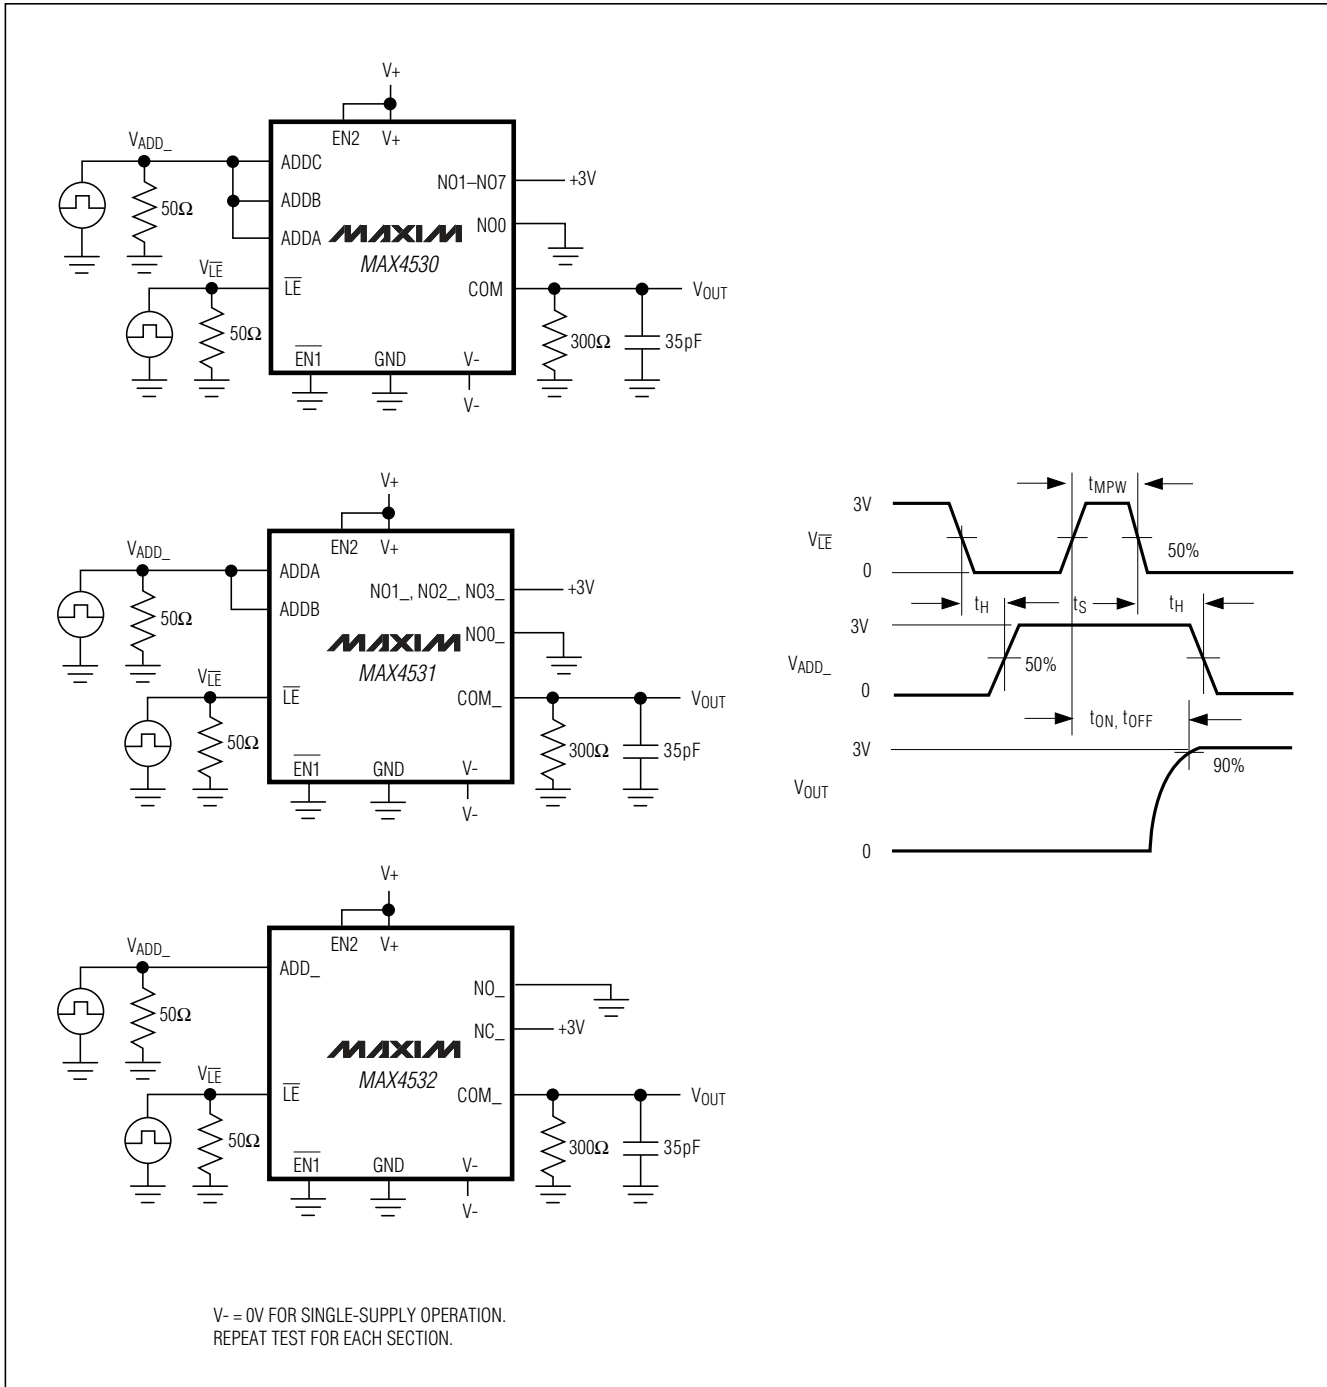 V+
EN2 V+
VADD_
ADDC
ADDB
ADDA
50Ω
NO1–NO7 +3V
NO0
MAXIM
MAX4530
VLE
LE
50Ω
COM
VOUT
300Ω
35pF
EN1 GND V-
V-
V+
EN2 V+
VADD_
ADDA
ADDB
50Ω
NO1_, NO2_, NO3_ +3V
NO0_
MAXIM
MAX4531
VLE
LE
50Ω
COM_
VOUT
300Ω
35pF
EN1 GND V-
V-
V+
EN2 V+
VADD_
ADD_
50Ω
NO_
NC_ +3V
MAXIM
MAX4532
VLE
LE
50Ω
COM_
VOUT
300Ω
35pF
EN1 GND V-
V-
tMPW
3V
VLE
50%
0
tH tS tH
3V
VADD_
50%
0
tON, tOFF
3V
90%
VOUT
0
V- = 0V FOR SINGLE-SUPPLY OPERATION.
REPEAT TEST FOR EACH SECTION.